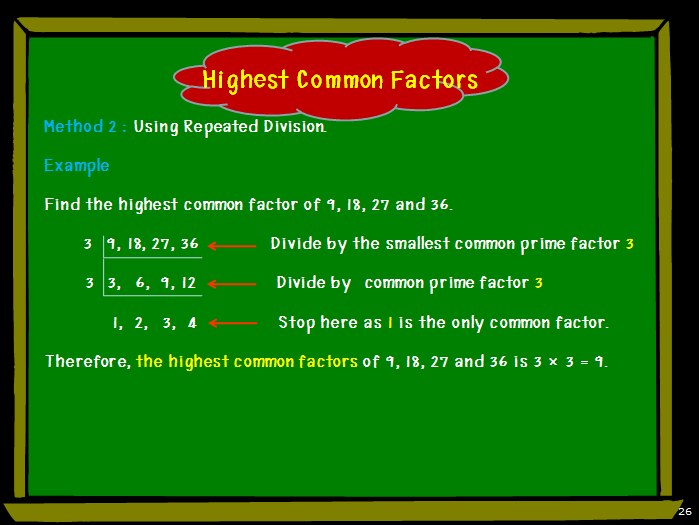 Highest Common Factors
Method 2 : Using Repeated Division.
Example
Find the highest common factor of 9, 18, 27 and 36.
3 9, 18, 27, 36 Divide by the smallest common prime factor 3
3 3, 6, 9, 12 Divide by common prime factor 3
1, 2, 3, 4 Stop here as 1 is the only common factor.
Therefore, the highest common factors of 9, 18, 27 and 36 is 3 × 3 = 9.
26